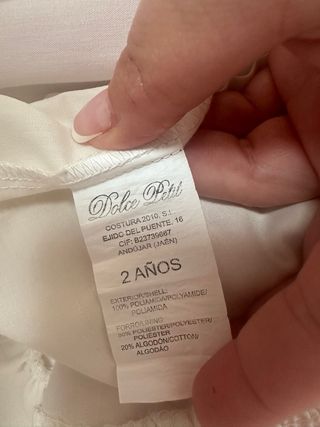 Dolce Petit
COSTURA 2010, S.L
EJIDO DEL PUENTE, 16
CIF: B23739667
ANDÚJAR (JAÉN)
2 AÑOS
EXTERIOR/SHELL:
100% POLIAMIDA/POLYAMIDE/
POLIAMIDA
FORRO/LINING:
80% POLIESTER/POLYESTER/
POLIÉSTER
20% ALGODÓN/COTTON/
ALGODÃO